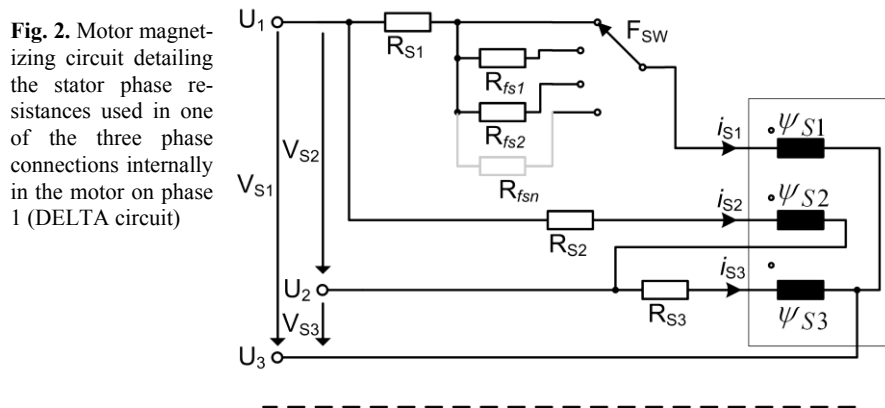 Fig. 2. Motor magnet-
izing circuit detailing
the stator phase re-
sistances used in one
of the three phase
connections internally
in the motor on phase
1 (DELTA circuit)
U1
RS1
FSW
Rfs1
Rfs2
Rfsn
VS1
VS2
iS1
ψS1
iS2
ψS2
RS2
iS3
U2
RS3
ψS3
VS3
U3